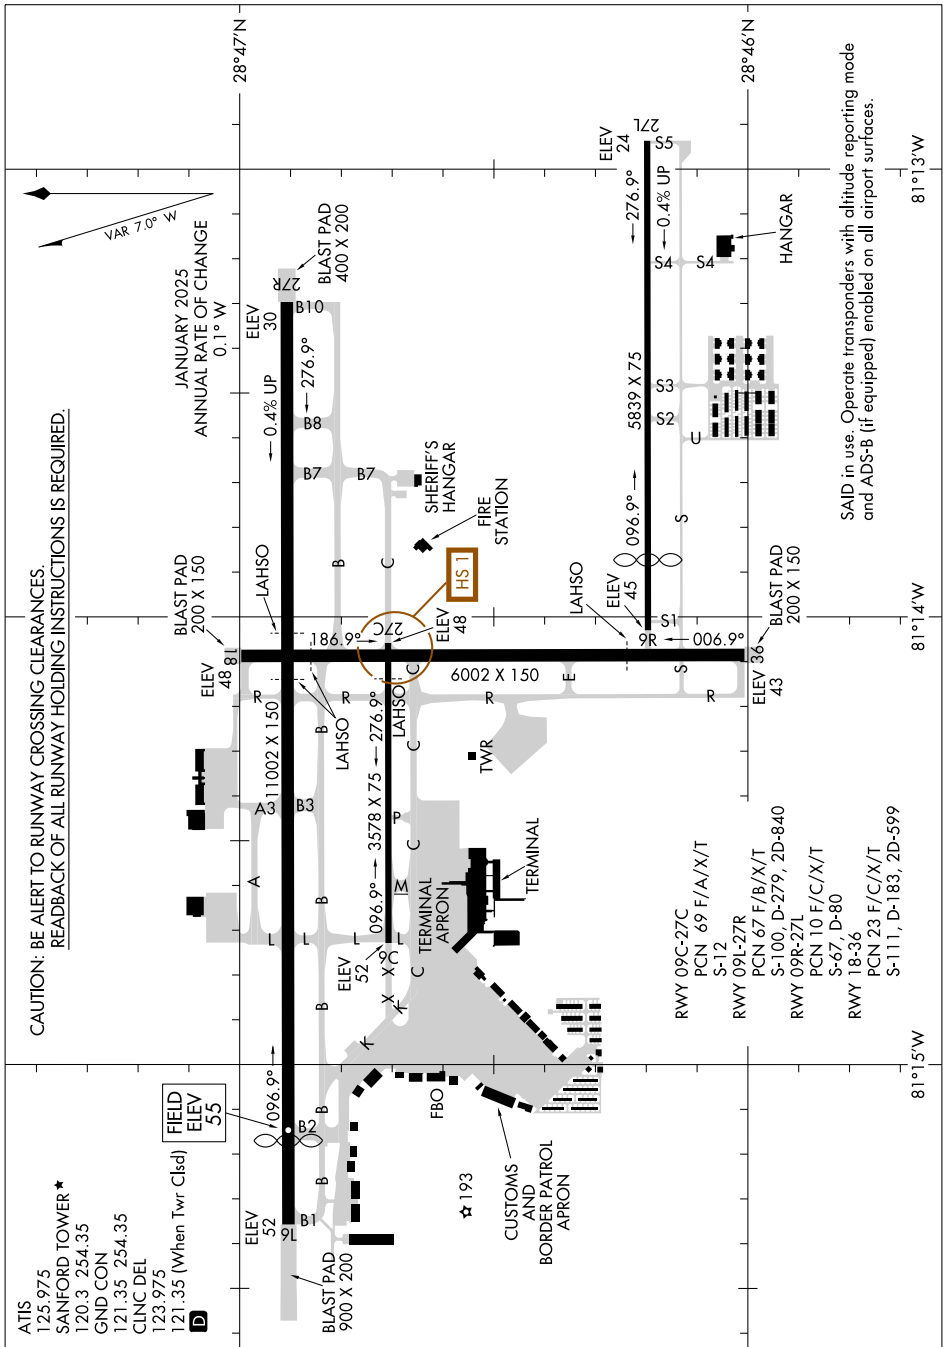 ATIS
125.975
SANFORD TOWER★
120.3 254.35
GND CON
121.35 254.35
CLNC DEL
123.975
121.35 (When Twr Clsd)
D
CAUTION: BE ALERT TO RUNWAY CROSSING CLEARANCES.
READBACK OF ALL RUNWAY HOLDING INSTRUCTIONS IS REQUIRED.
JANUARY 2025
ANNUAL RATE OF CHANGE
0.1° W
VAR 7.0° W
28°47'N
28°46'N
81°13'W
81°14'W
81°15'W
FIELD
ELEV
55
ELEV
52
9L
096.9°
BLAST PAD
900 X 200
B1
B2
B
B
B
B
B
B
B3
A
A3
11002 X 150
L
L
L
L
R
R
R
R
ELEV
48
18L
BLAST PAD
200 X 150
LAHSO
LAHSO
186.9°
0.4% UP
276.9°
B7
B7
B8
B10
ELEV
30
27R
BLAST PAD
400 X 200
SHERIFF'S
HANGAR
FIRE
STATION
HS 1
27C
ELEV
48
276.9°
LAHSO
3578 X 75
096.9°
ELEV
52
9C
X X
X
K
K
C
C
C
C
C
P
M
TERMINAL
APRON
TERMINAL
TWR
FBO
193
CUSTOMS
AND
BORDER PATROL
APRON
6002 X 150
E
LAHSO
006.9°
36
ELEV
43
BLAST PAD
200 X 150
ELEV
45
9R
096.9°
5839 X 75
276.9°
0.4% UP
ELEV
24
27L
S
S
S1
S2
S3
S4
S4
S5
U
HANGAR
RWY 09C-27C
PCN 69 F/A/X/T
S-12
RWY 09L-27R
PCN 67 F/B/X/T
S-100, D-279, 2D-840
RWY 09R-27L
PCN 10 F/C/X/T
S-67, D-80
RWY 18-36
PCN 23 F/C/X/T
S-111, D-183, 2D-599
SAID in use. Operate transponders with altitude reporting mode
and ADS-B (if equipped) enabled on all airport surfaces.